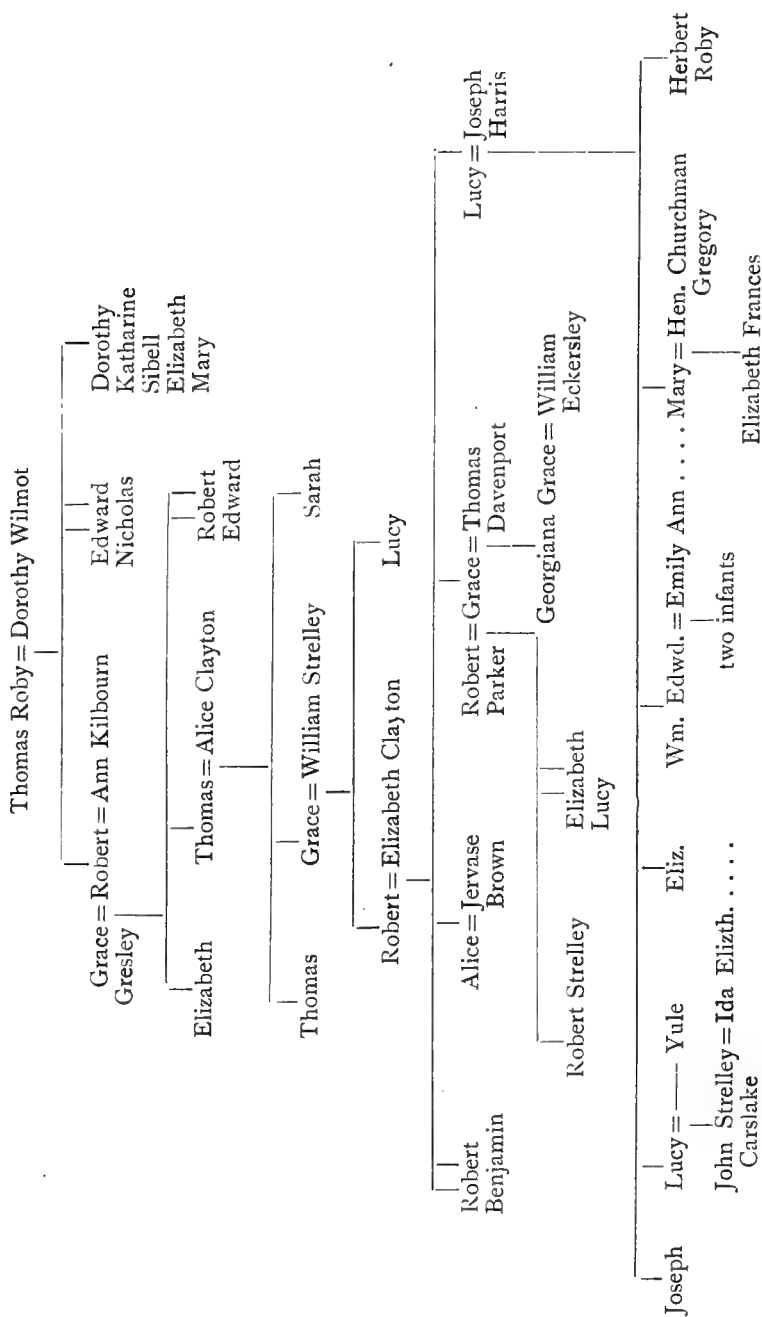 Thomas Roby = Dorothy Wilmot
Grace = Robert = Ann Kilbourn
Gresley
Edward
Nicholas
Dorothy
Katharine
Sibell
Elizabeth
Mary
Elizabeth
Thomas = Alice Clayton
Robert
Edward
Thomas
Grace = William Strelley
Sarah
Robert = Elizabeth Clayton
Lucy
Robert
Benjamin
Alice = Jervase
Brown
Robert = Grace = Thomas
Parker
Davenport
Lucy = Joseph
Harris
Georgiana Grace = William
Eckersley
Robert Strelley
Elizabeth
Lucy
Joseph
Lucy = —— Yule
Eliz.
Wm. Edwd. = Emily Ann . . . . .
Mary = Hen. Churchman
Gregory
Herbert
Roby
John Strelley = Ida Elizth. . . . .
Carslake
two infants
Elizabeth Frances